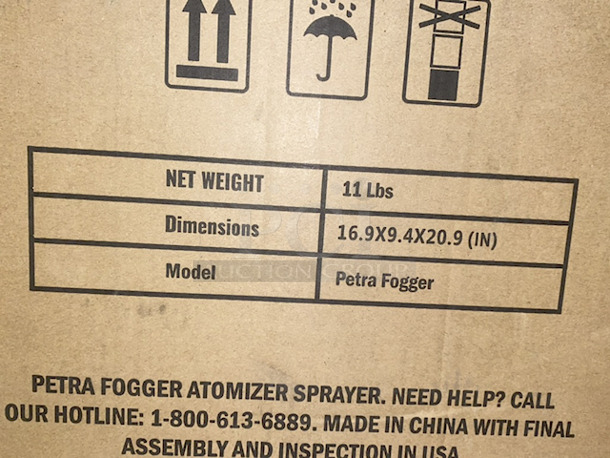 NET WEIGHT 11 Lbs
Dimensions 16.9X9.4X20.9 (IN)
Model Petra Fogger
PETRA FOGGER ATOMIZER SPRAYER. NEED HELP? CALL
OUR HOTLINE: 1-800-613-6889. MADE IN CHINA WITH FINAL
ASSEMBLY AND INSPECTION IN USA